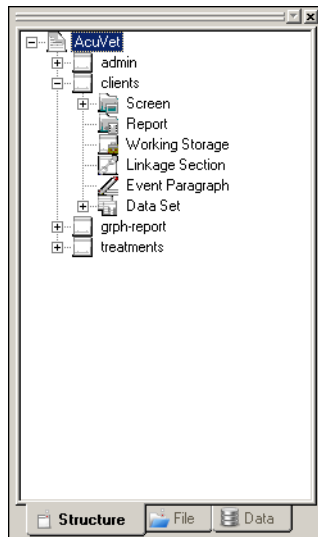 AcuVet
admin
clients
Screen
Report
Working Storage
Linkage Section
Event Paragraph
Data Set
grph-report
treatments
Structure File Data